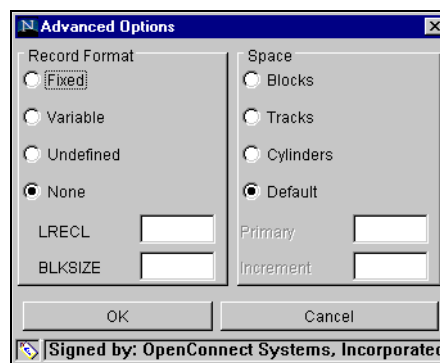 Advanced Options
Record Format
Fixed
Variable
Undefined
None
LRECL
BLKSIZE
Space
Blocks
Tracks
Cylinders
Default
Primary
Increment
OK
Cancel
Signed by: OpenConnect Systems, Incorporated